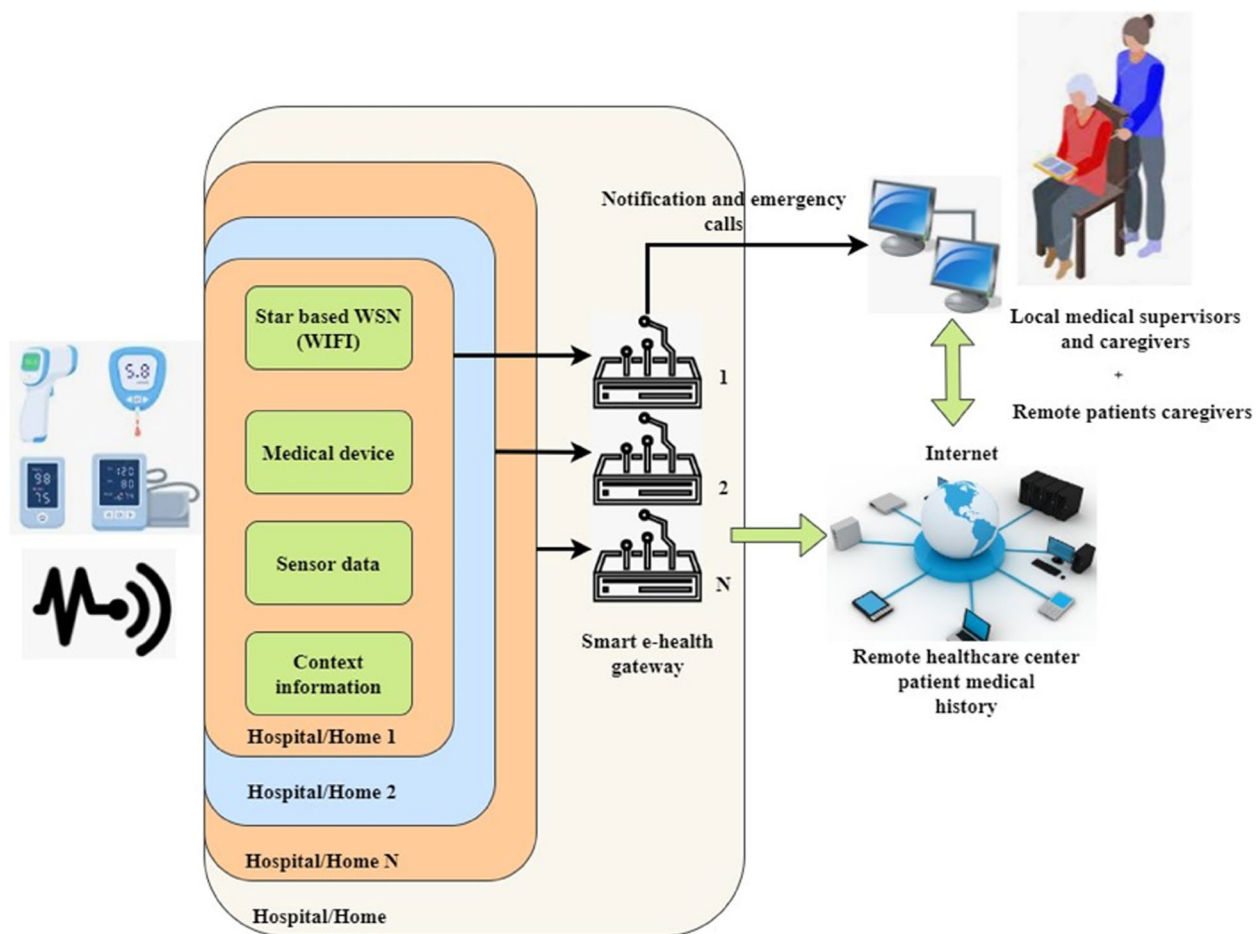 Notification and emergency
calls
Star based WSN
(WIFI)
Medical device
Sensor data
Context
information
Hospital/Home 1
Hospital/Home 2
Hospital/Home N
Hospital/Home
1
2
N
Smart e-health
gateway
Local medical supervisors
and caregivers
+
Remote patients caregivers
Internet
Remote healthcare center
patient medical
history
5.8
98
75
120
80